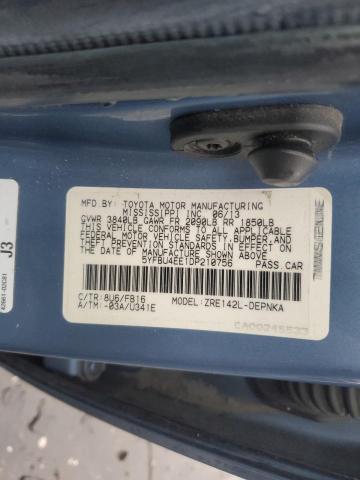 MFD. BY: TOYOTA MOTOR MANUFACTURING
MISSISSIPPI INC. 06/13
GVWR 3840LB GAWR FR 2090LB RR 1850LB
THIS VEHICLE CONFORMS TO ALL APPLICABLE
FEDERAL MOTOR VEHICLE SAFETY,BUMPER,AND
THEFT PREVENTION STANDARDS IN EFFECT ON
THE DATE OF MANUFACTURE SHOWN ABOVE.
5YFBU4EE1DP210756 PASS.CAR
C/TR:8U6/FB16 MODEL:ZRE142L-DEPNKA
A/TM:-03A/U341E
J3